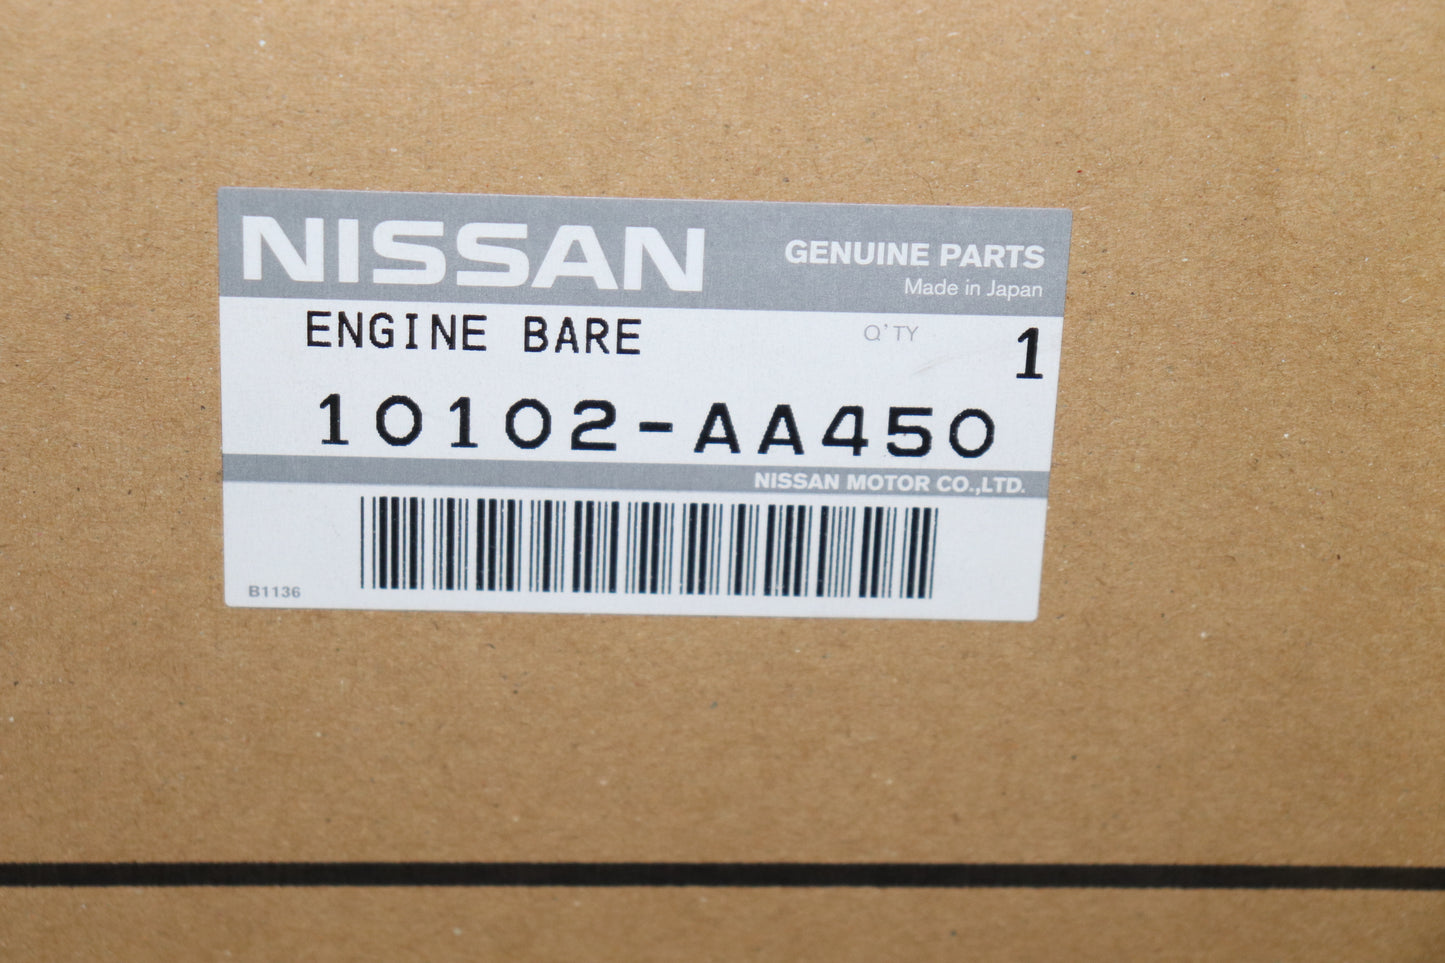 NISSAN
GENUINE PARTS
Made in Japan
ENGINE BARE
Q'TY
1
10102-AA450
NISSAN MOTOR CO.,LTD.
B1136